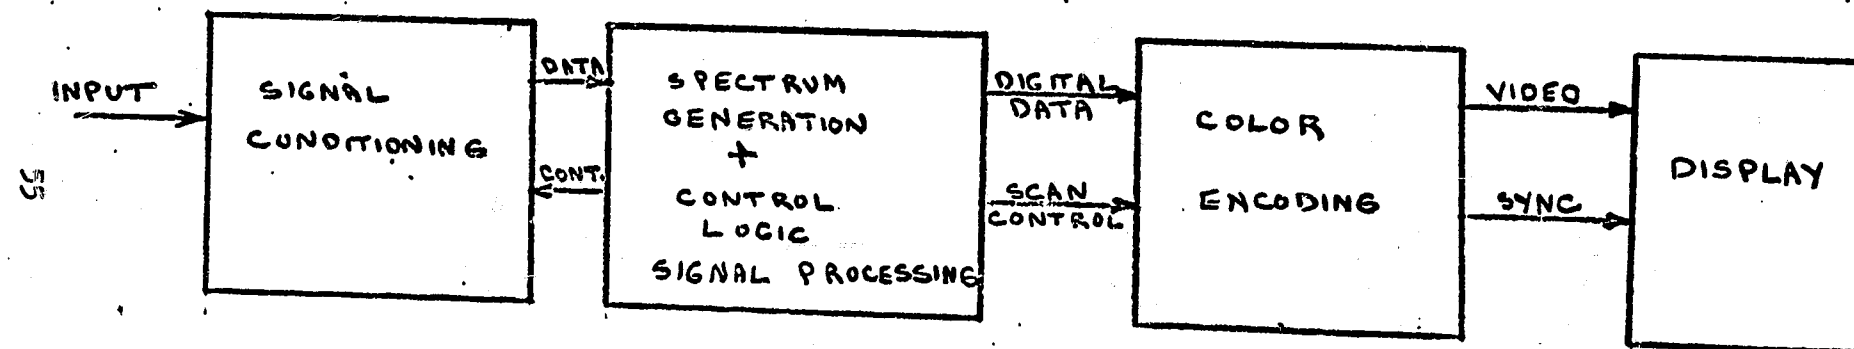 INPUT
SIGNAL
CONDITIONING
DATA
CONT.
SPECTRUM
GENERATION
+
CONTROL
LOGIC
SIGNAL PROCESSING
DIGITAL
DATA
SCAN
CONTROL
COLOR
ENCODING
VIDEO
SYNC
DISPLAY
55